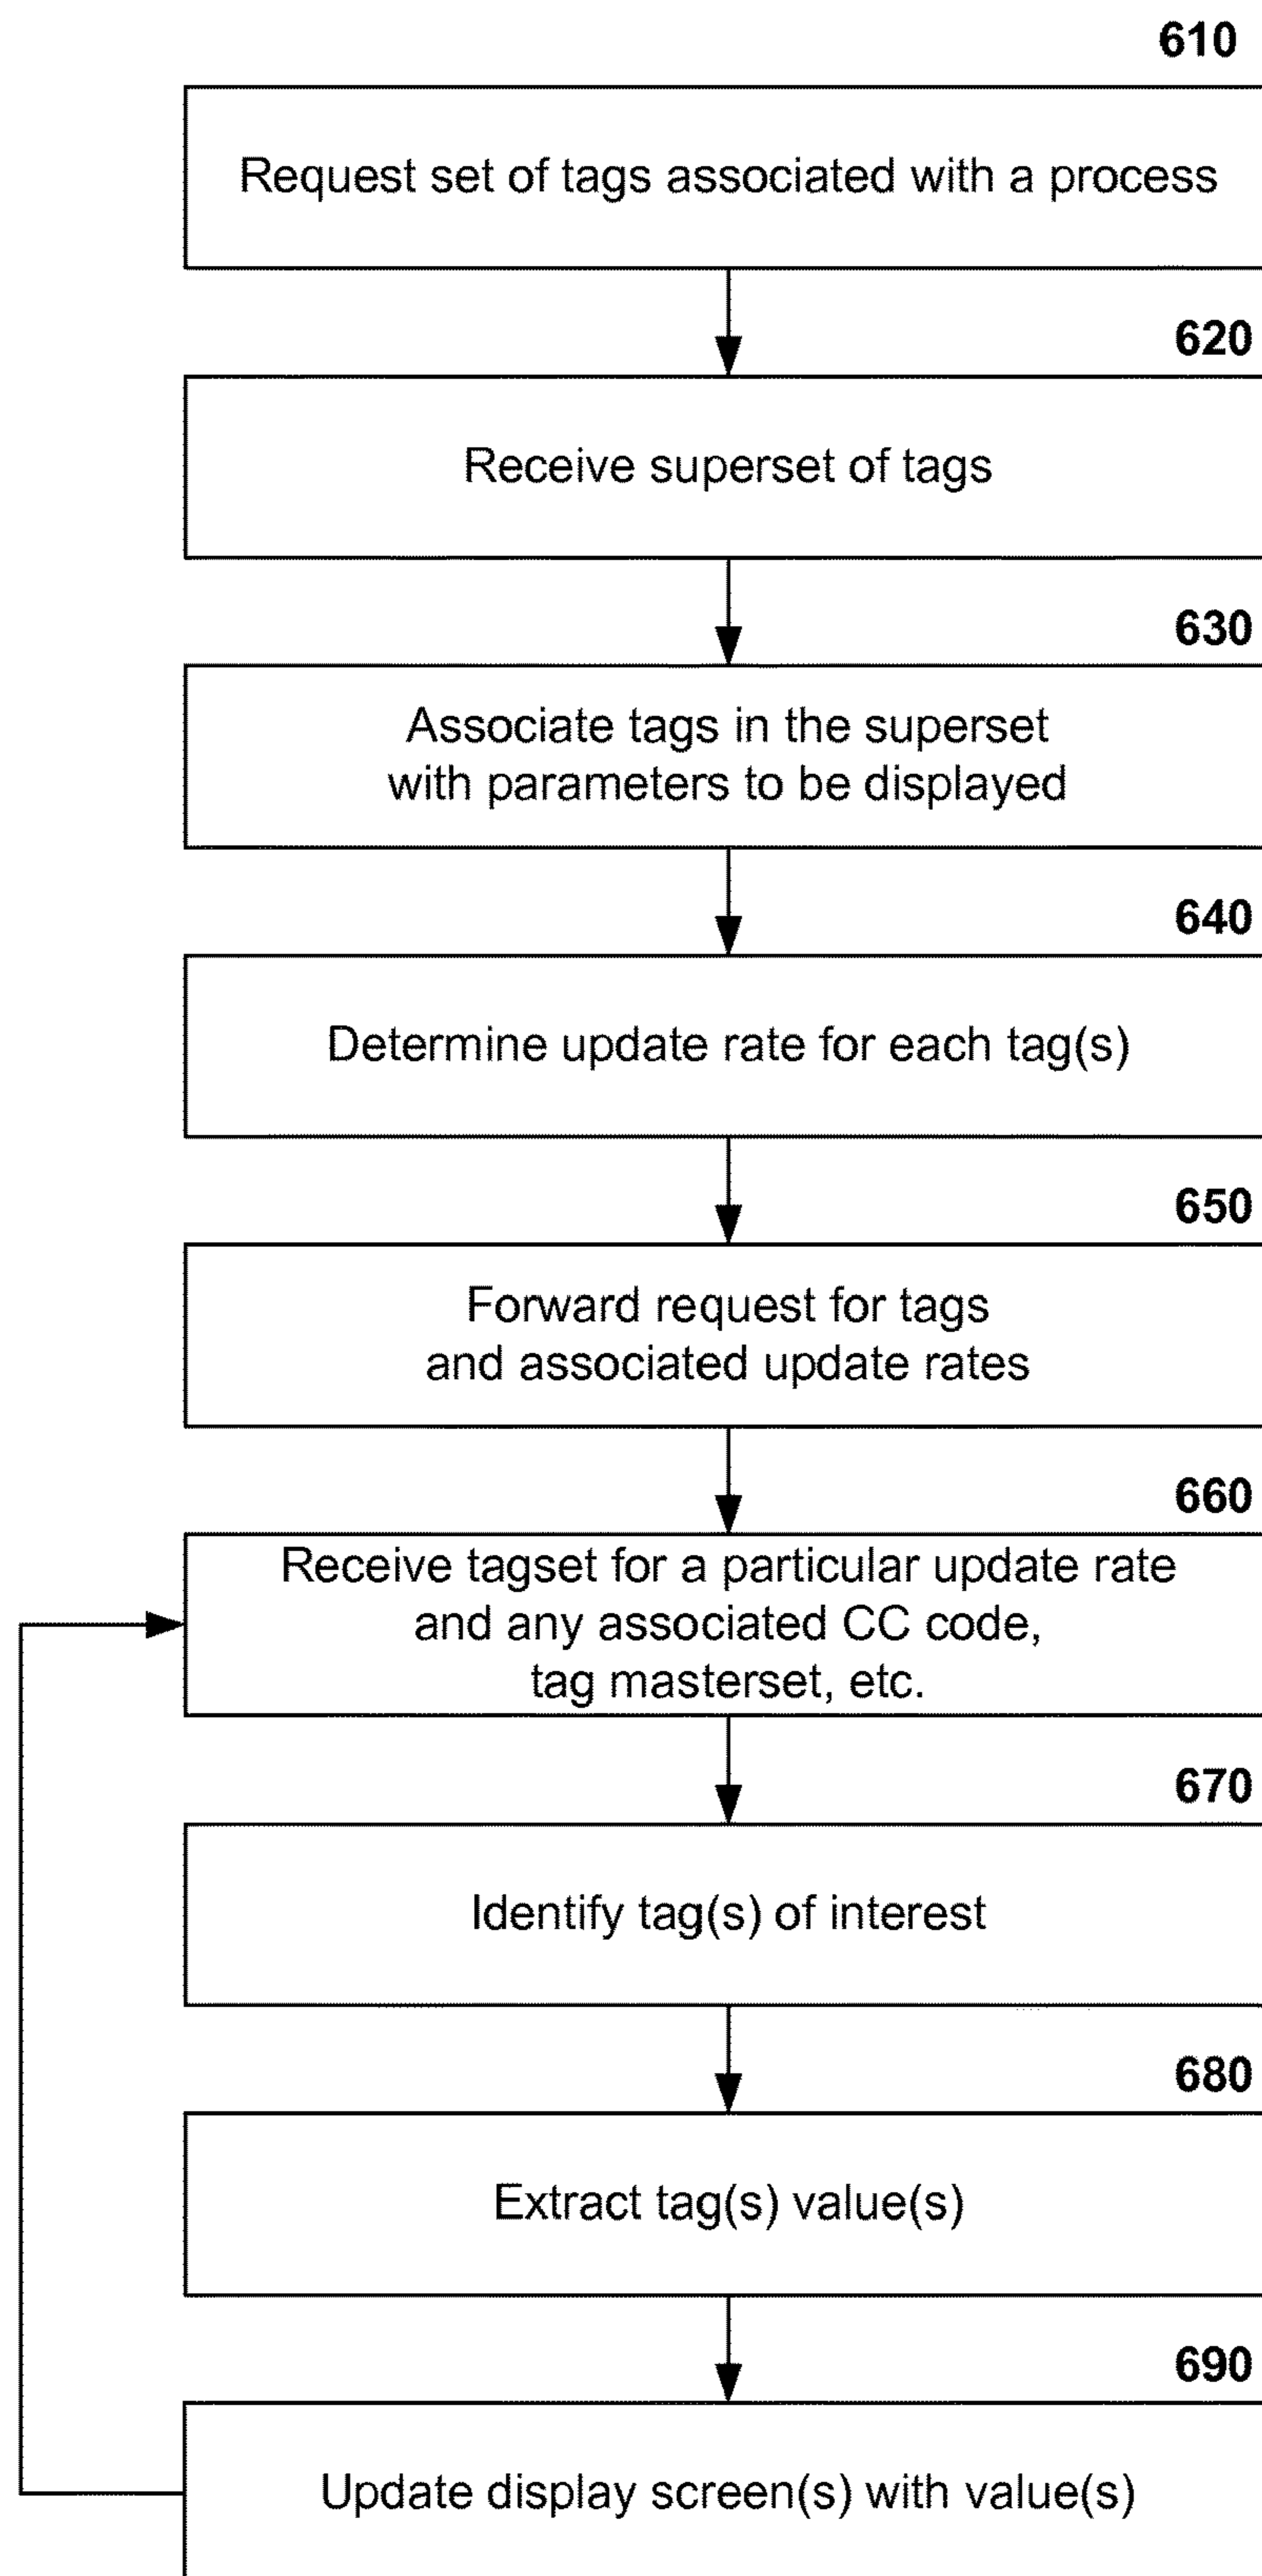 610
Request set of tags associated with a process
620
Receive superset of tags
630
Associate tags in the superset
with parameters to be displayed
640
Determine update rate for each tag(s)
650
Forward request for tags
and associated update rates
660
Receive tagset for a particular update rate
and any associated CC code,
tag masterset, etc.
670
Identify tag(s) of interest
680
Extract tag(s) value(s)
690
Update display screen(s) with value(s)